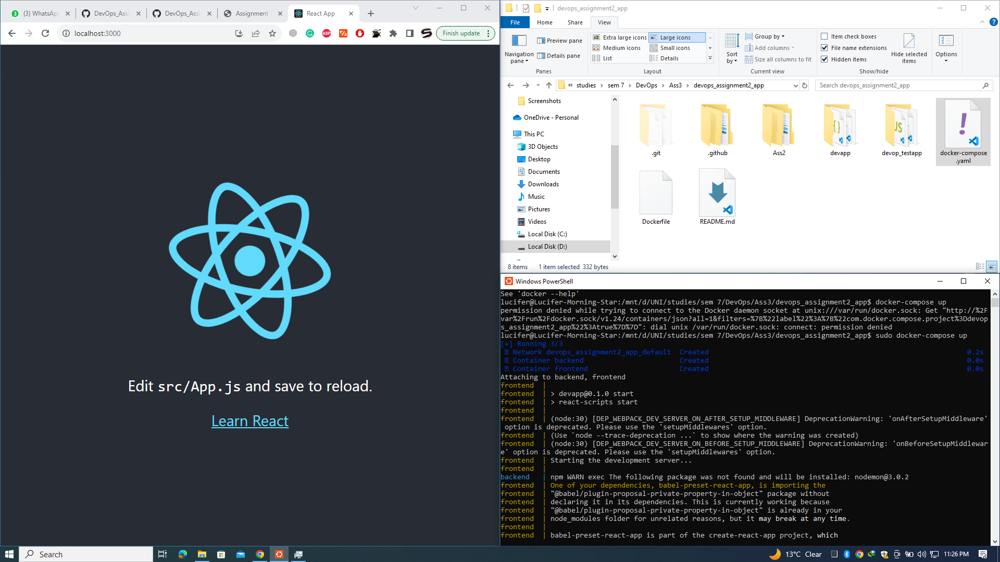 (3) WhatsApp
DevOps_Ass
DevOps_Ass
Assignment
React App
localhost:3000
Finish update
Edit src/App.js and save to reload.
Learn React
devops_assignment2_app
File
Home
Share
View
Navigation pane
Preview pane
Details pane
Panes
Extra large icons
Large icons
Medium icons
Small icons
List
Details
Layout
Sort by
Group by
Add columns
Size all columns to fit
Current view
Item check boxes
File name extensions
Hidden items
Hide selected items
Show/hide
Options
« studies > sem 7 > DevOps > Ass3 > devops_assignment2_app
Search devops_assignment2_app
Screenshots
OneDrive - Personal
This PC
3D Objects
Desktop
Documents
Downloads
Music
Pictures
Videos
Local Disk (C:)
Local Disk (D:)
.git
.github
Ass2
devapp
devop_testapp
docker-compose
.yaml
Dockerfile
README.md
8 items
1 item selected 332 bytes
Windows PowerShell
See 'docker --help'
lucifer@Lucifer-Morning-Star:/mnt/d/UNI/studies/sem 7/DevOps/Ass3/devops_assignment2_app$ docker-compose up
permission denied while trying to connect to the Docker daemon socket at unix:///var/run/docker.sock: Get "http://%2F
var%2Frun%2Fdocker.sock/v1.24/containers/json?all=1&filters=%7B%22label%22%3A%7B%22com.docker.compose.project%3Ddevop
s_assignment2_app%22%3Atrue%7D%7D": dial unix /var/run/docker.sock: connect: permission denied
lucifer@Lucifer-Morning-Star:/mnt/d/UNI/studies/sem 7/DevOps/Ass3/devops_assignment2_app$ sudo docker-compose up
[+] Running 3/3
Network devops_assignment2_app_default Created 0.2s
Container backend Created 0.0s
Container frontend Created 0.0s
Attaching to backend, frontend
frontend |
frontend | > devapp@0.1.0 start
frontend | > react-scripts start
frontend |
frontend | (node:30) [DEP_WEBPACK_DEV_SERVER_ON_AFTER_SETUP_MIDDLEWARE] DeprecationWarning: 'onAfterSetupMiddleware'
option is deprecated. Please use the 'setupMiddlewares' option.
frontend | (Use `node --trace-deprecation ...` to show where the warning was created)
frontend | (node:30) [DEP_WEBPACK_DEV_SERVER_ON_BEFORE_SETUP_MIDDLEWARE] DeprecationWarning: 'onBeforeSetupMiddlewar
e' option is deprecated. Please use the 'setupMiddlewares' option.
frontend | Starting the development server...
frontend |
backend | npm WARN exec The following package was not found and will be installed: nodemon@3.0.2
frontend | One of your dependencies, babel-preset-react-app, is importing the
frontend | "@babel/plugin-proposal-private-property-in-object" package without
frontend | declaring it in its dependencies. This is currently working because
frontend | "@babel/plugin-proposal-private-property-in-object" is already in your
frontend | node_modules folder for unrelated reasons, but it may break at any time.
frontend |
frontend | babel-preset-react-app is part of the create-react-app project, which
Search
13°C Clear
11:26 PM